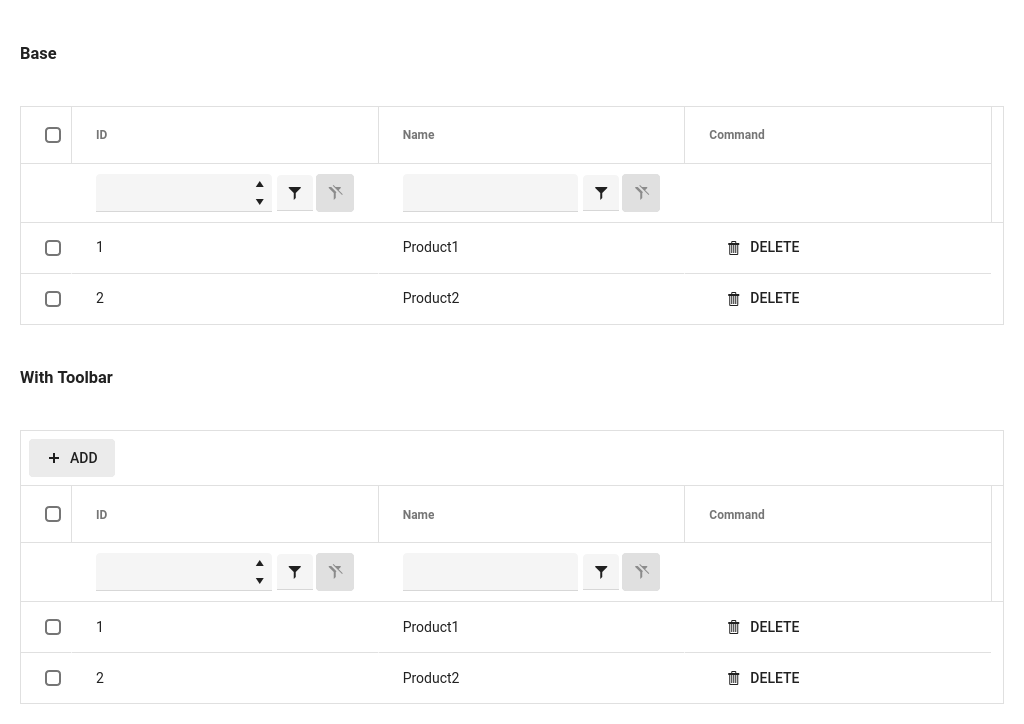 Base
ID Name Command
1 Product1 DELETE
2 Product2 DELETE
With Toolbar
ADD
ID Name Command
1 Product1 DELETE
2 Product2 DELETE